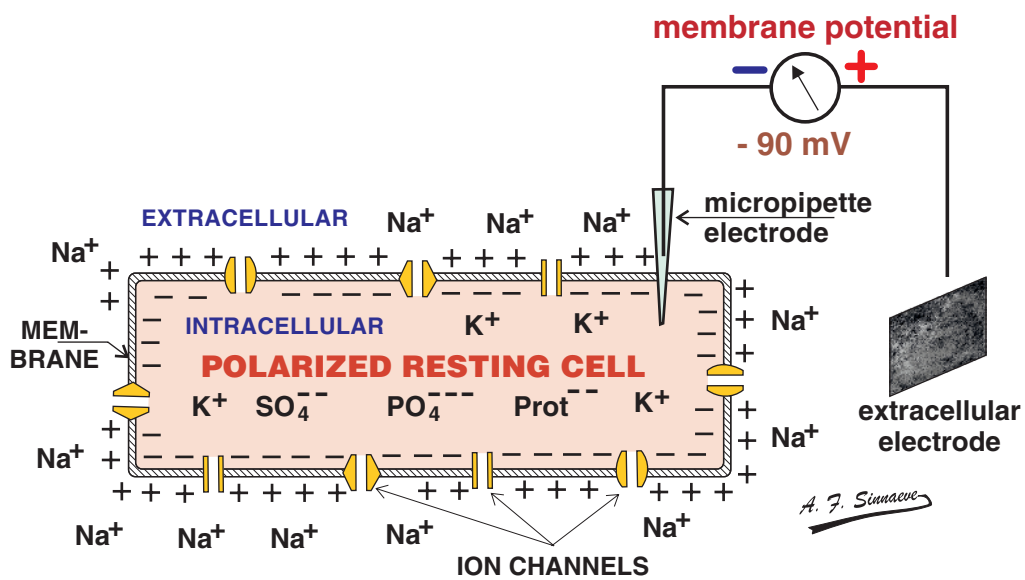 membrane potential
− +
- 90 mV
micropipette
electrode
EXTRACELLULAR
Na+ Na+ Na+
Na+
+ + + + + + + + + + + + + +
INTRACELLULAR
K+ K+
Na+
MEM-
BRANE
POLARIZED RESTING CELL
K+ SO4-- PO4--- Prot-- K+
extracellular
electrode
Na+
Na+
A. F. Sinnaeve
Na+ Na+ Na+ Na+ Na+
ION CHANNELS